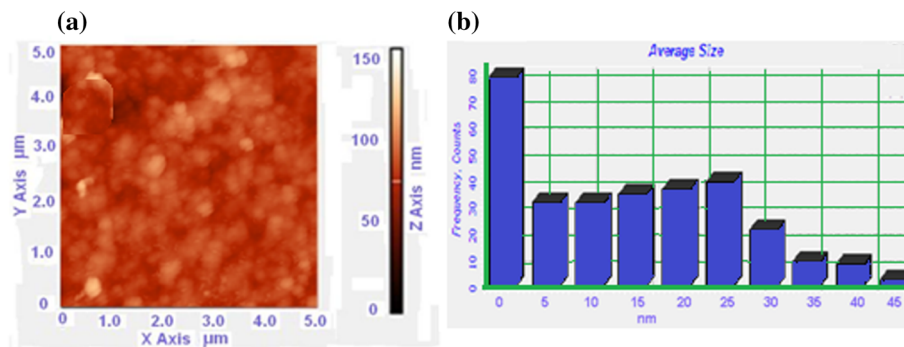 (a)
5.0
4.0
3.0
2.0
1.0
0
Y Axis µm
0 1.0 2.0 3.0 4.0 5.0
X Axis µm
150
100
50
0
Z Axis nm
(b)
Average Size
Frequency, Counts
80
70
60
50
40
30
20
10
0
0 5 10 15 20 25 30 35 40 45
nm